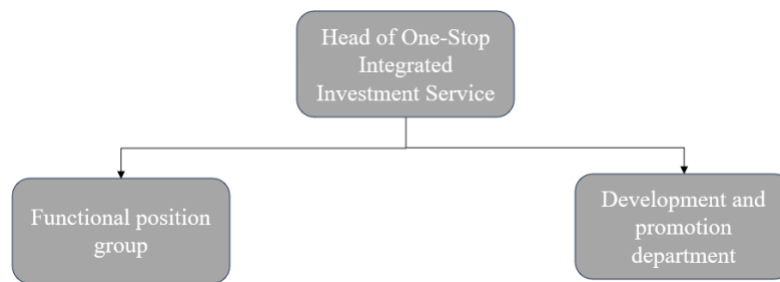 Head of One-Stop
Integrated
Investment Service
Functional position
group
Development and
promotion
department